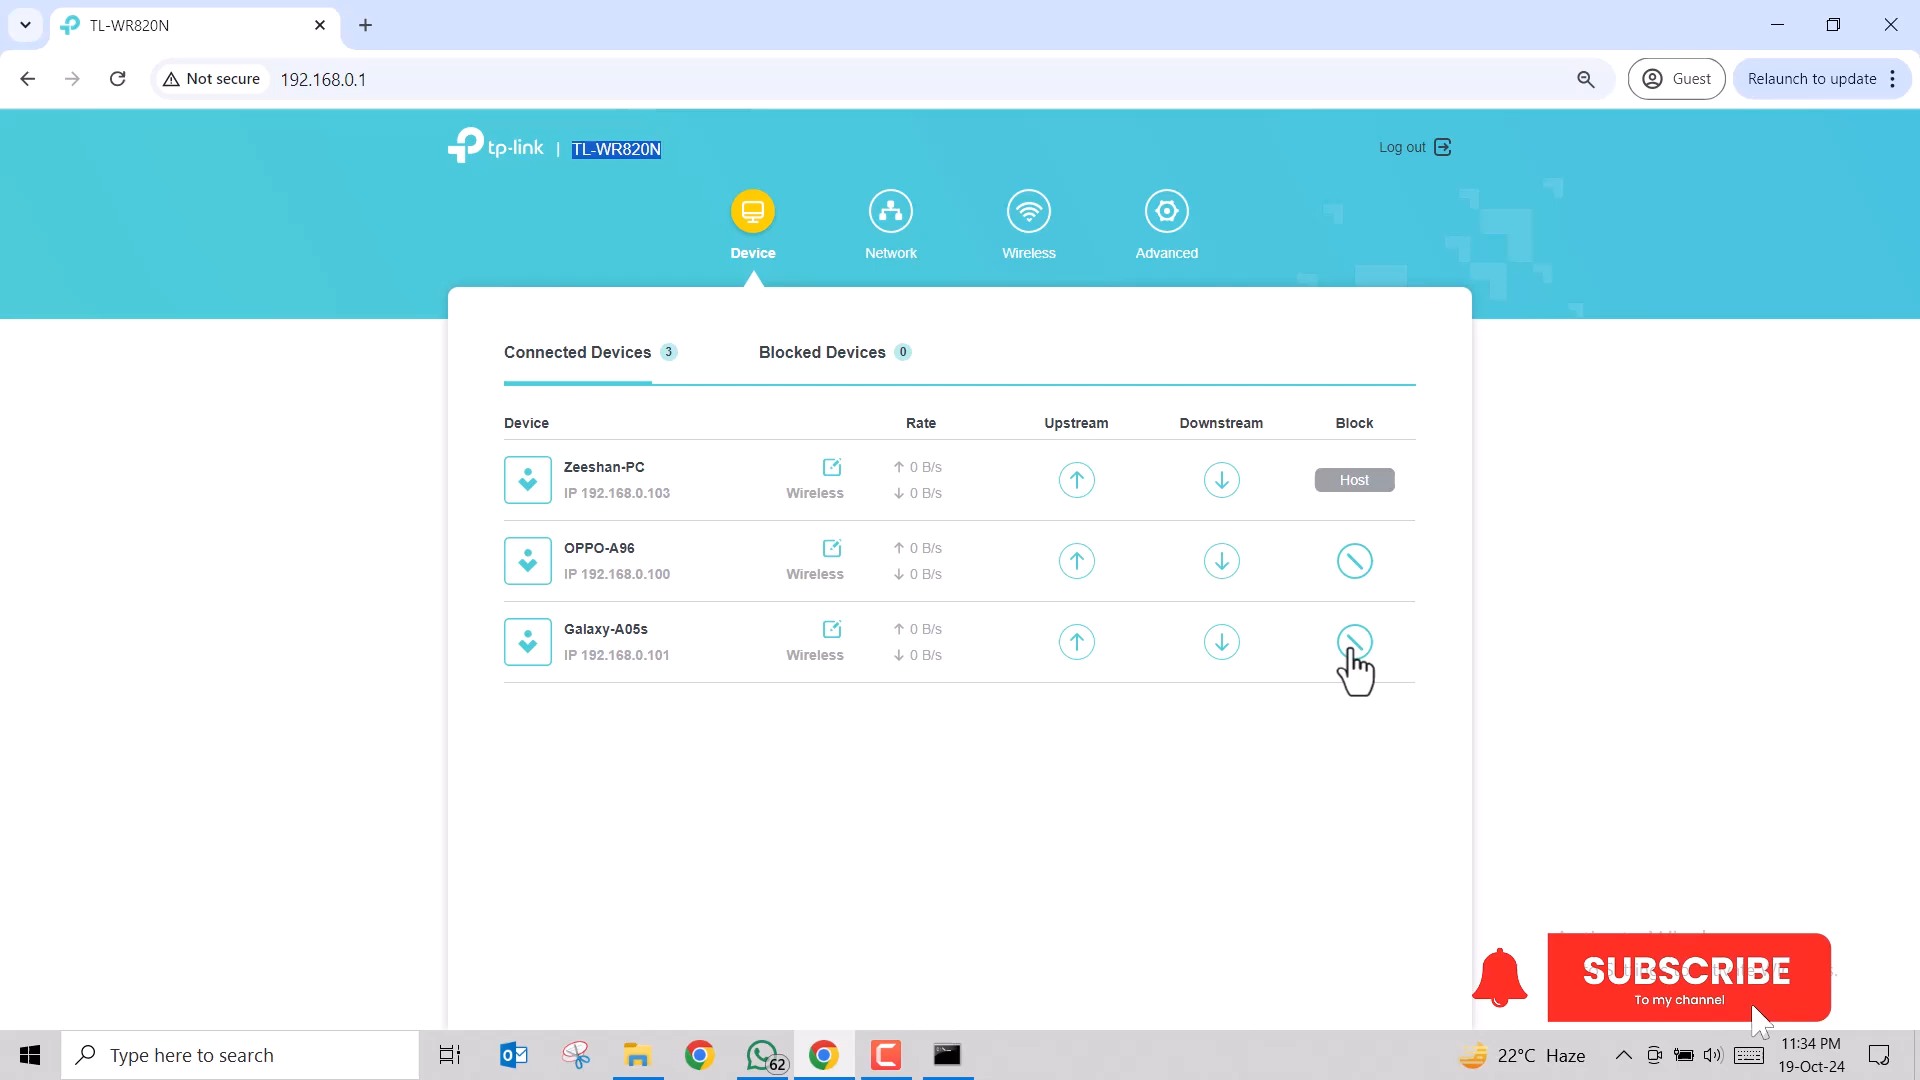 TL-WR820N
Not secure 192.168.0.1
Guest
Relaunch to update
tp-link | TL-WR820N
Log out
Device Network Wireless Advanced
Connected Devices 3 Blocked Devices 0
Device Rate Upstream Downstream Block
Zeeshan-PC ↑ 0 B/s
IP 192.168.0.103 Wireless ↓ 0 B/s
Host
OPPO-A96 ↑ 0 B/s
IP 192.168.0.100 Wireless ↓ 0 B/s
Galaxy-A05s ↑ 0 B/s
IP 192.168.0.101 Wireless ↓ 0 B/s
SUBSCRIBE
To my channel
Type here to search
62
22°C Haze
11:34 PM
19-Oct-24